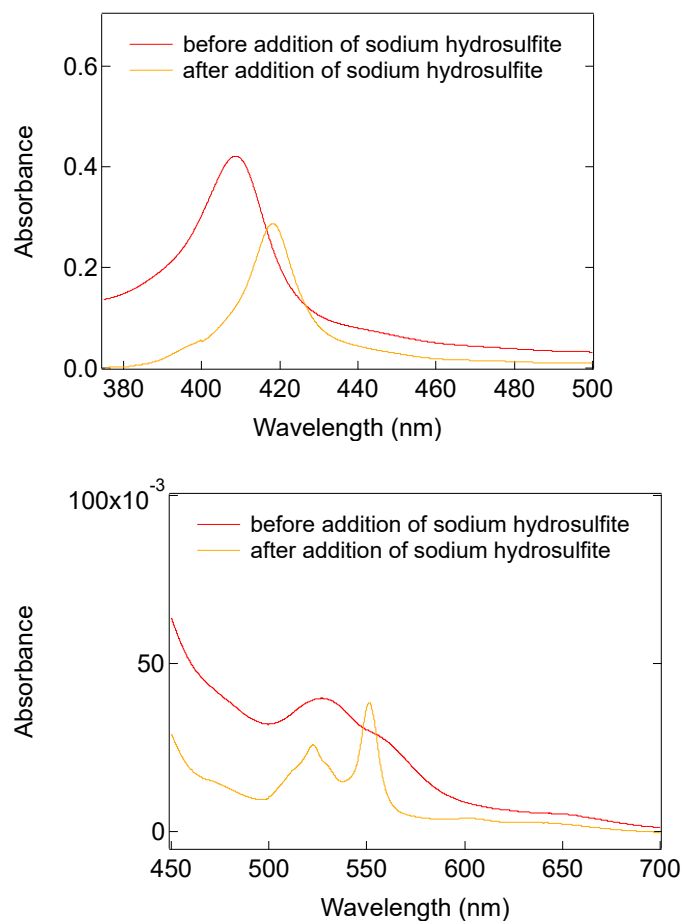 before addition of sodium hydrosulfite
after addition of sodium hydrosulfite
0.6
0.4
0.2
0.0
Absorbance
380 400 420 440 460 480 500
Wavelength (nm)
100x10-3
before addition of sodium hydrosulfite
after addition of sodium hydrosulfite
50
0
Absorbance
450 500 550 600 650 700
Wavelength (nm)